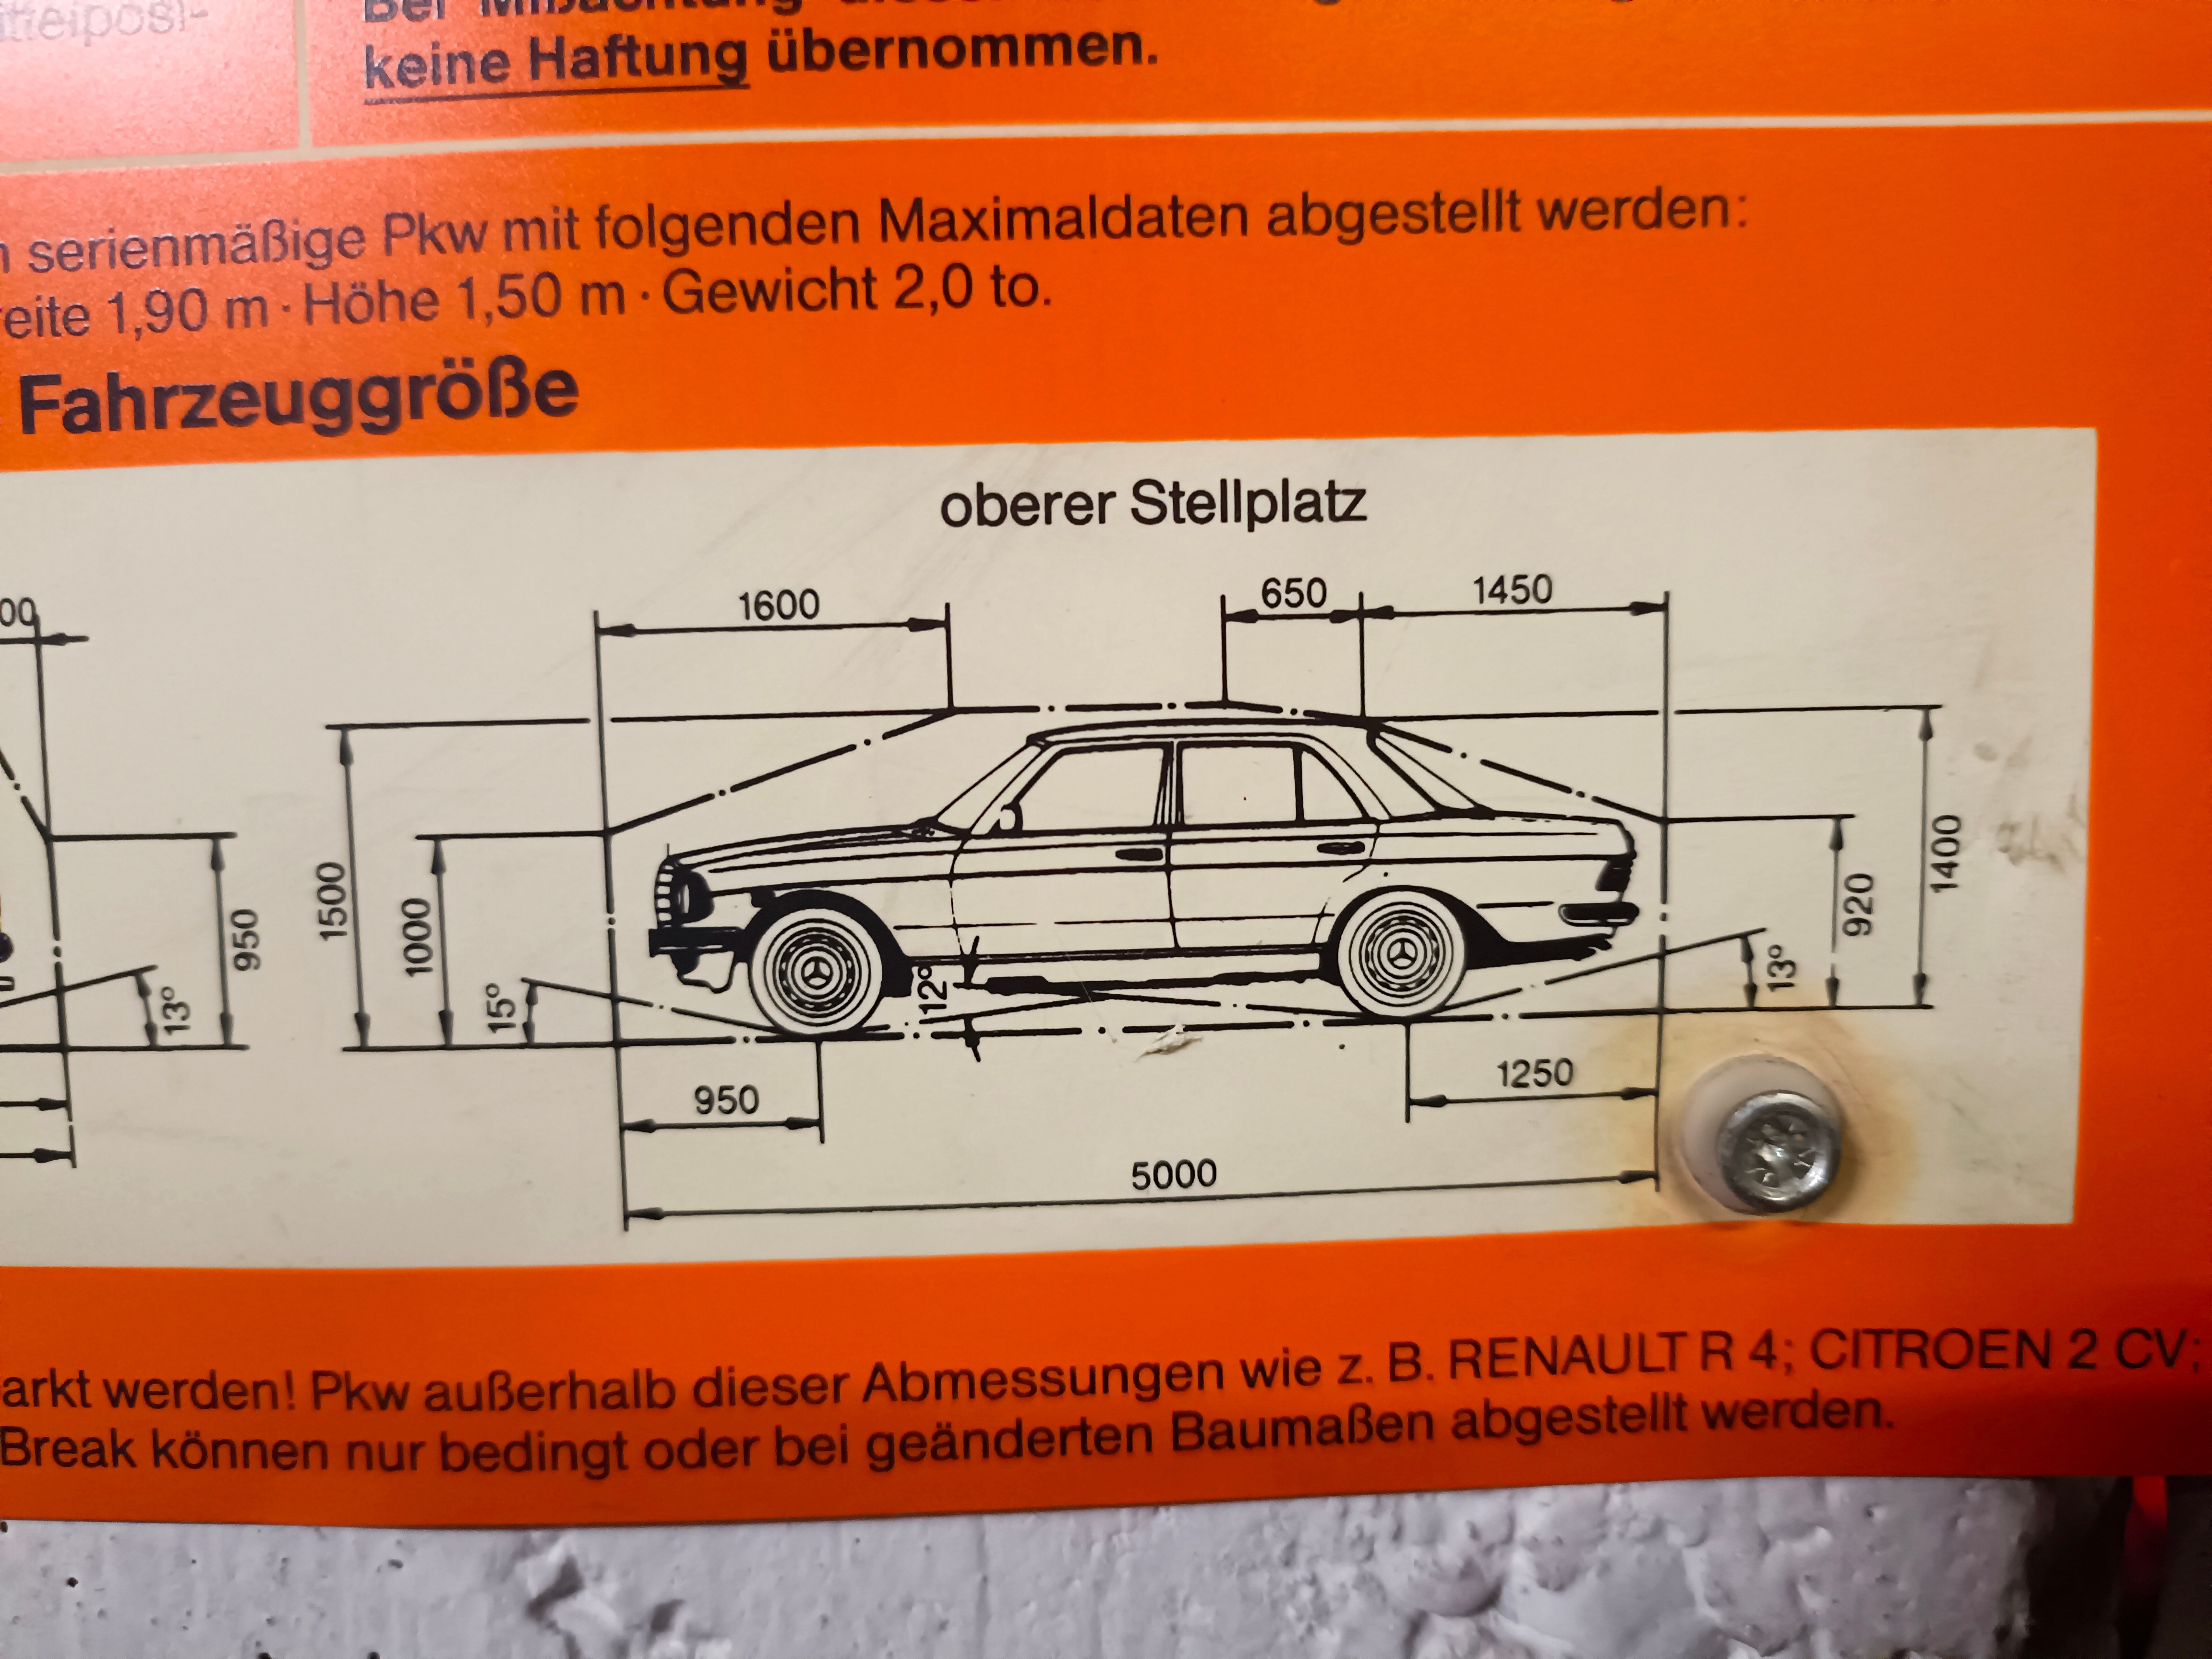 keine Haftung übernommen.
serienmäßige Pkw mit folgenden Maximaldaten abgestellt werden:
eite 1,90 m · Höhe 1,50 m · Gewicht 2,0 to.
Fahrzeuggröße
oberer Stellplatz
1600
650
1450
00
1500
1000
950
15°
13°
12°
13°
920
1400
950
1250
5000
arkt werden! Pkw außerhalb dieser Abmessungen wie z. B. RENAULT R 4; CITROEN 2 CV;
Break können nur bedingt oder bei geänderten Baumaßen abgestellt werden.